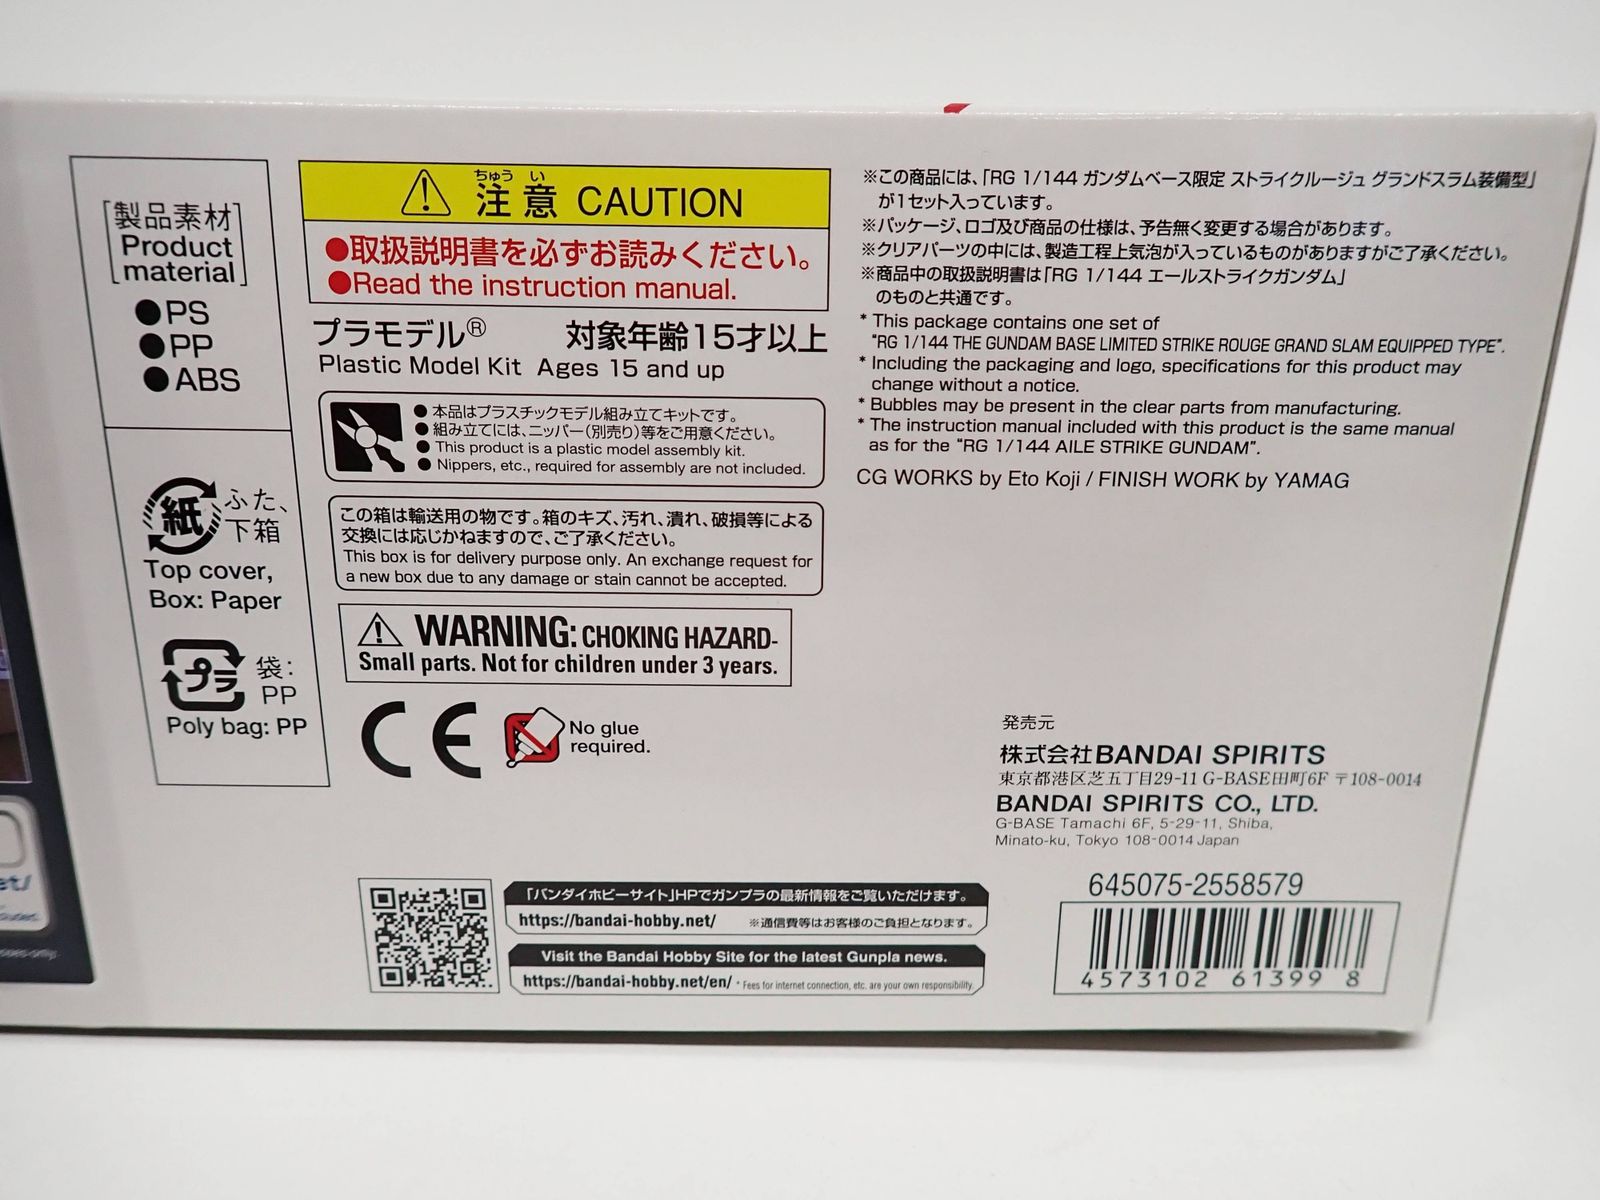 [製品素材
Product
material]
●PS
●PP
●ABS
紙
ふた、
下箱
Top cover,
Box: Paper
プラ
袋:
PP
Poly bag: PP
ちゅう い
注意 CAUTION
●取扱説明書を必ずお読みください。
●Read the instruction manual.
プラモデル® 対象年齢15才以上
Plastic Model Kit Ages 15 and up
●本品はプラスチックモデル組み立てキットです。
●組み立てには、ニッパー(別売り)等をご用意ください。
●This product is a plastic model assembly kit.
●Nippers, etc., required for assembly are not included.
この箱は輸送用の物です。箱のキズ、汚れ、潰れ、破損等による
交換には応じかねますので、ご了承ください。
This box is for delivery purpose only. An exchange request for
a new box due to any damage or stain cannot be accepted.
WARNING: CHOKING HAZARD-
Small parts. Not for children under 3 years.
CE
No glue
required.
「バンダイホビーサイト」HPでガンプラの最新情報をご覧いただけます。
https://bandai-hobby.net/ ※通信費等はお客様のご負担となります。
Visit the Bandai Hobby Site for the latest Gunpla news.
https://bandai-hobby.net/en/ * Fees for internet connection, etc. are your own responsibility.
※この商品には、「RG 1/144 ガンダムベース限定 ストライクルージュ グランドスラム装備型」
が1セット入っています。
※パッケージ、ロゴ及び商品の仕様は、予告無く変更する場合があります。
※クリアパーツの中には、製造工程上気泡が入っているものがありますがご了承ください。
※商品中の取扱説明書は「RG 1/144 エールストライクガンダム」
のものと共通です。
* This package contains one set of
"RG 1/144 THE GUNDAM BASE LIMITED STRIKE ROUGE GRAND SLAM EQUIPPED TYPE".
* Including the packaging and logo, specifications for this product may
change without a notice.
* Bubbles may be present in the clear parts from manufacturing.
* The instruction manual included with this product is the same manual
as for the "RG 1/144 AILE STRIKE GUNDAM".
CG WORKS by Eto Koji / FINISH WORK by YAMAG
発売元
株式会社BANDAI SPIRITS
東京都港区芝五丁目29-11 G-BASE田町6F 〒108-0014
BANDAI SPIRITS CO., LTD.
G-BASE Tamachi 6F, 5-29-11, Shiba,
Minato-ku, Tokyo 108-0014 Japan
645075-2558579
4573102 61399 8